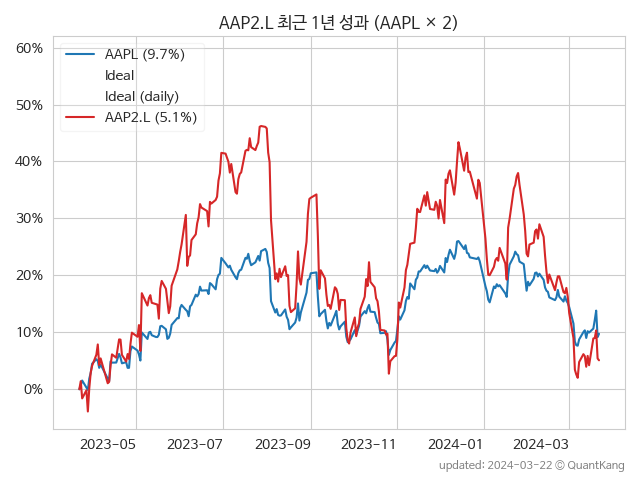 AAP2.L 최근 1년 성과 (AAPL × 2)
60%
50%
40%
30%
20%
10%
0%
AAPL (9.7%)
Ideal
Ideal (daily)
AAP2.L (5.1%)
2023-05
2023-07
2023-09
2023-11
2024-01
2024-03
updated: 2024-03-22 © QuantKang